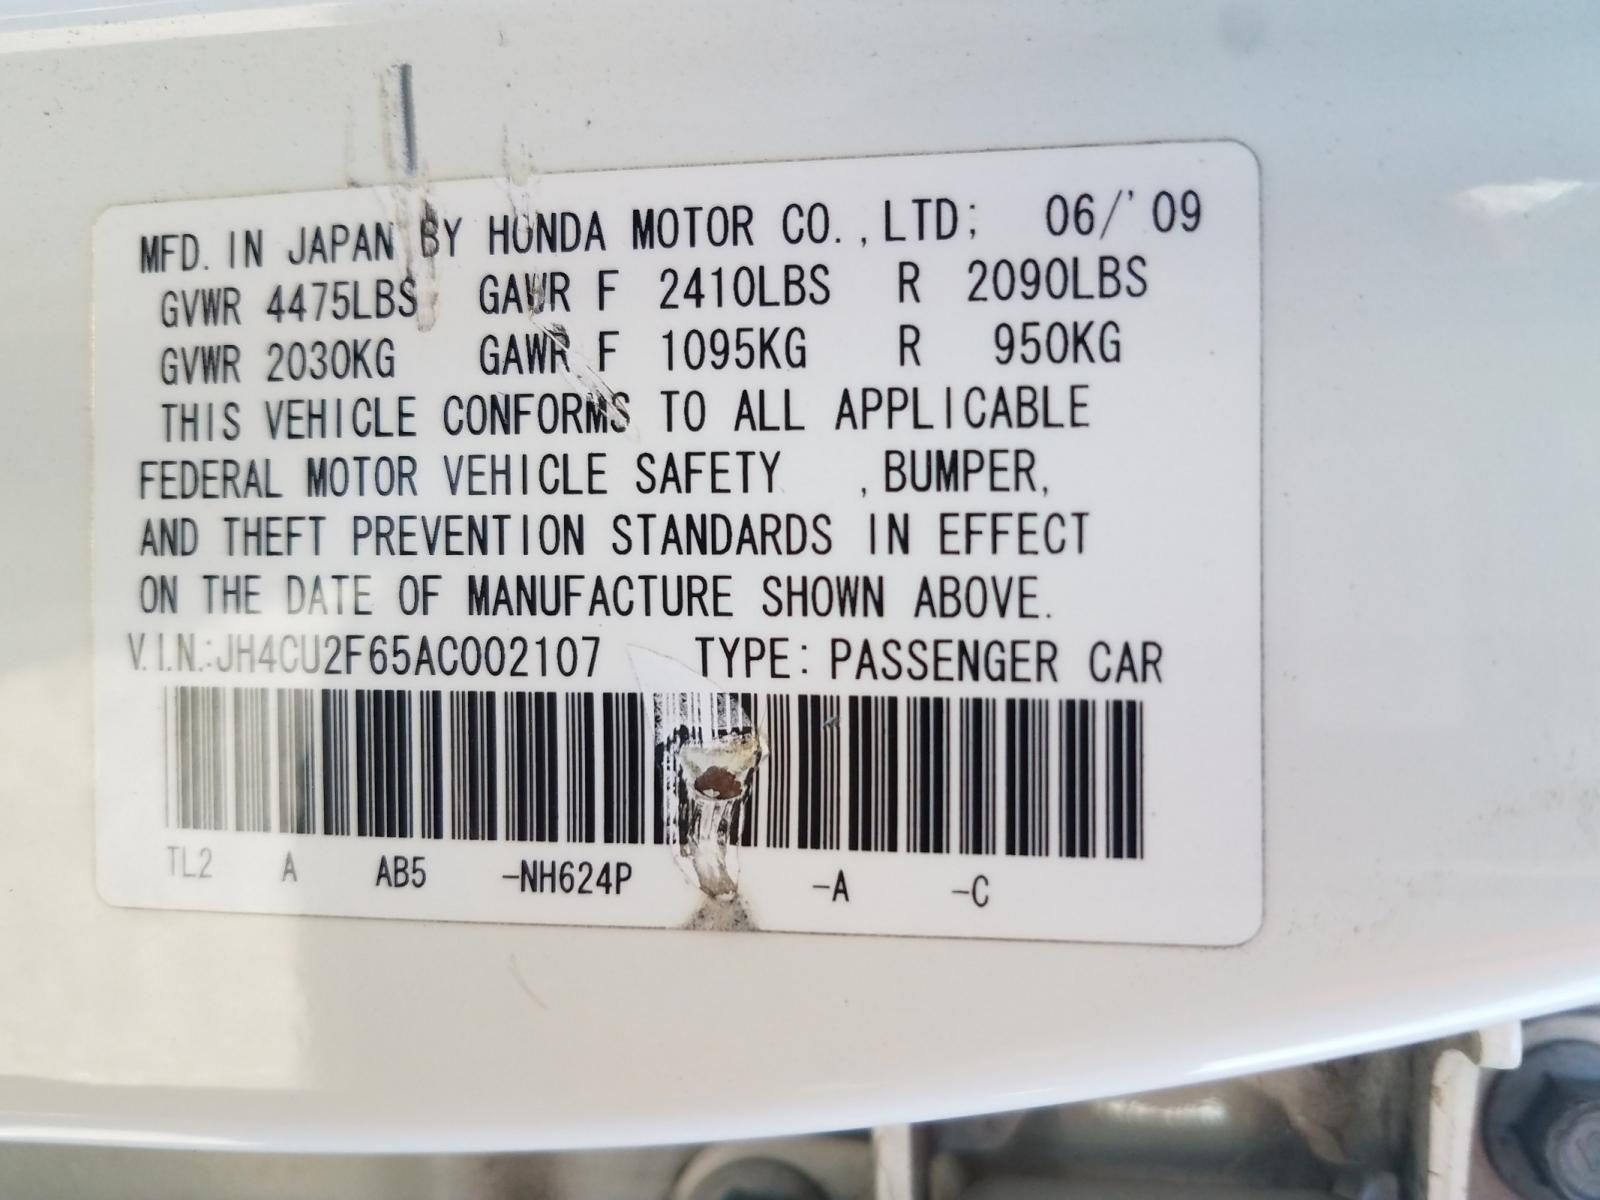 MFD. IN JAPAN BY HONDA MOTOR CO.,LTD; 06/'09
GVWR 4475LBS GAWR F 2410LBS R 2090LBS
GVWR 2030KG GAWR F 1095KG R 950KG
THIS VEHICLE CONFORMS TO ALL APPLICABLE
FEDERAL MOTOR VEHICLE SAFETY ,BUMPER,
AND THEFT PREVENTION STANDARDS IN EFFECT
ON THE DATE OF MANUFACTURE SHOWN ABOVE.
V.I.N.:JH4CU2F65AC002107 TYPE: PASSENGER CAR
TL2 A AB5 -NH624P -A -C